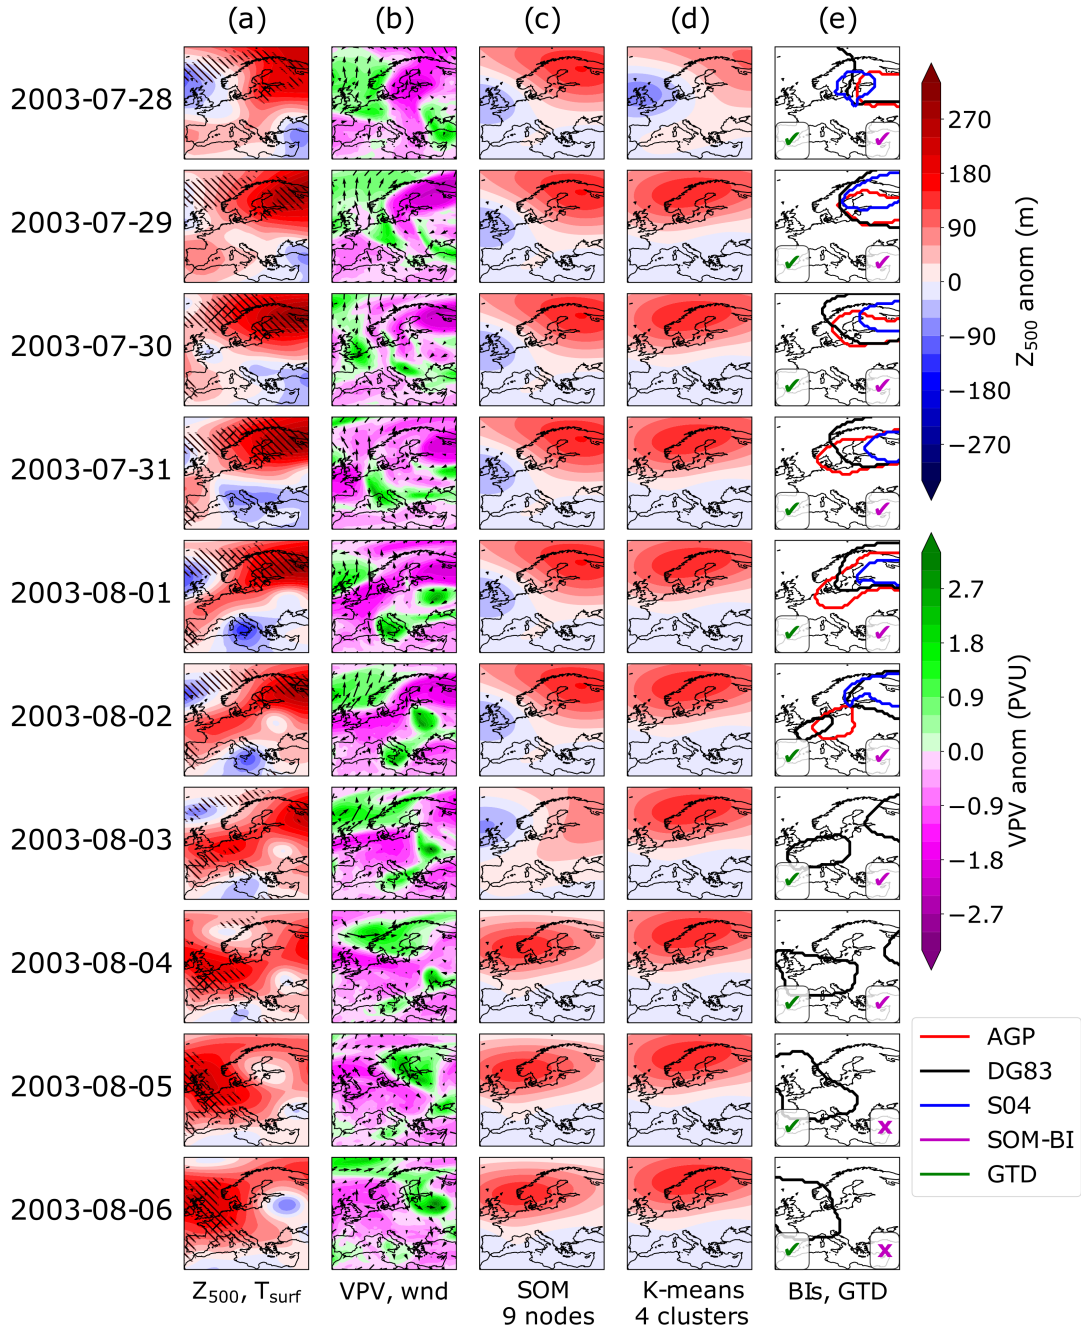 (a) (b) (c) (d) (e)
2003-07-28
2003-07-29
2003-07-30
2003-07-31
2003-08-01
2003-08-02
2003-08-03
2003-08-04
2003-08-05
2003-08-06
Z500, Tsurf
VPV, wnd
SOM
9 nodes
K-means
4 clusters
BIs, GTD
270
180
90
0
−90
−180
−270
Z500 anom (m)
2.7
1.8
0.9
0.0
−0.9
−1.8
−2.7
VPV anom (PVU)
AGP
DG83
S04
SOM-BI
GTD